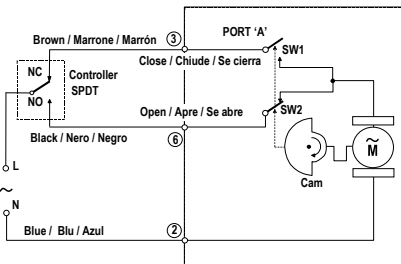 Brown / Marrone / Marrón
3
PORT 'A'
SW1
Close / Chiude / Se cierra
NC
Controller
SPDT
NO
Open / Apre / Se abre
SW2
Black / Nero / Negro
6
L
~
N
~
M
Cam
Blue / Blu / Azul
2